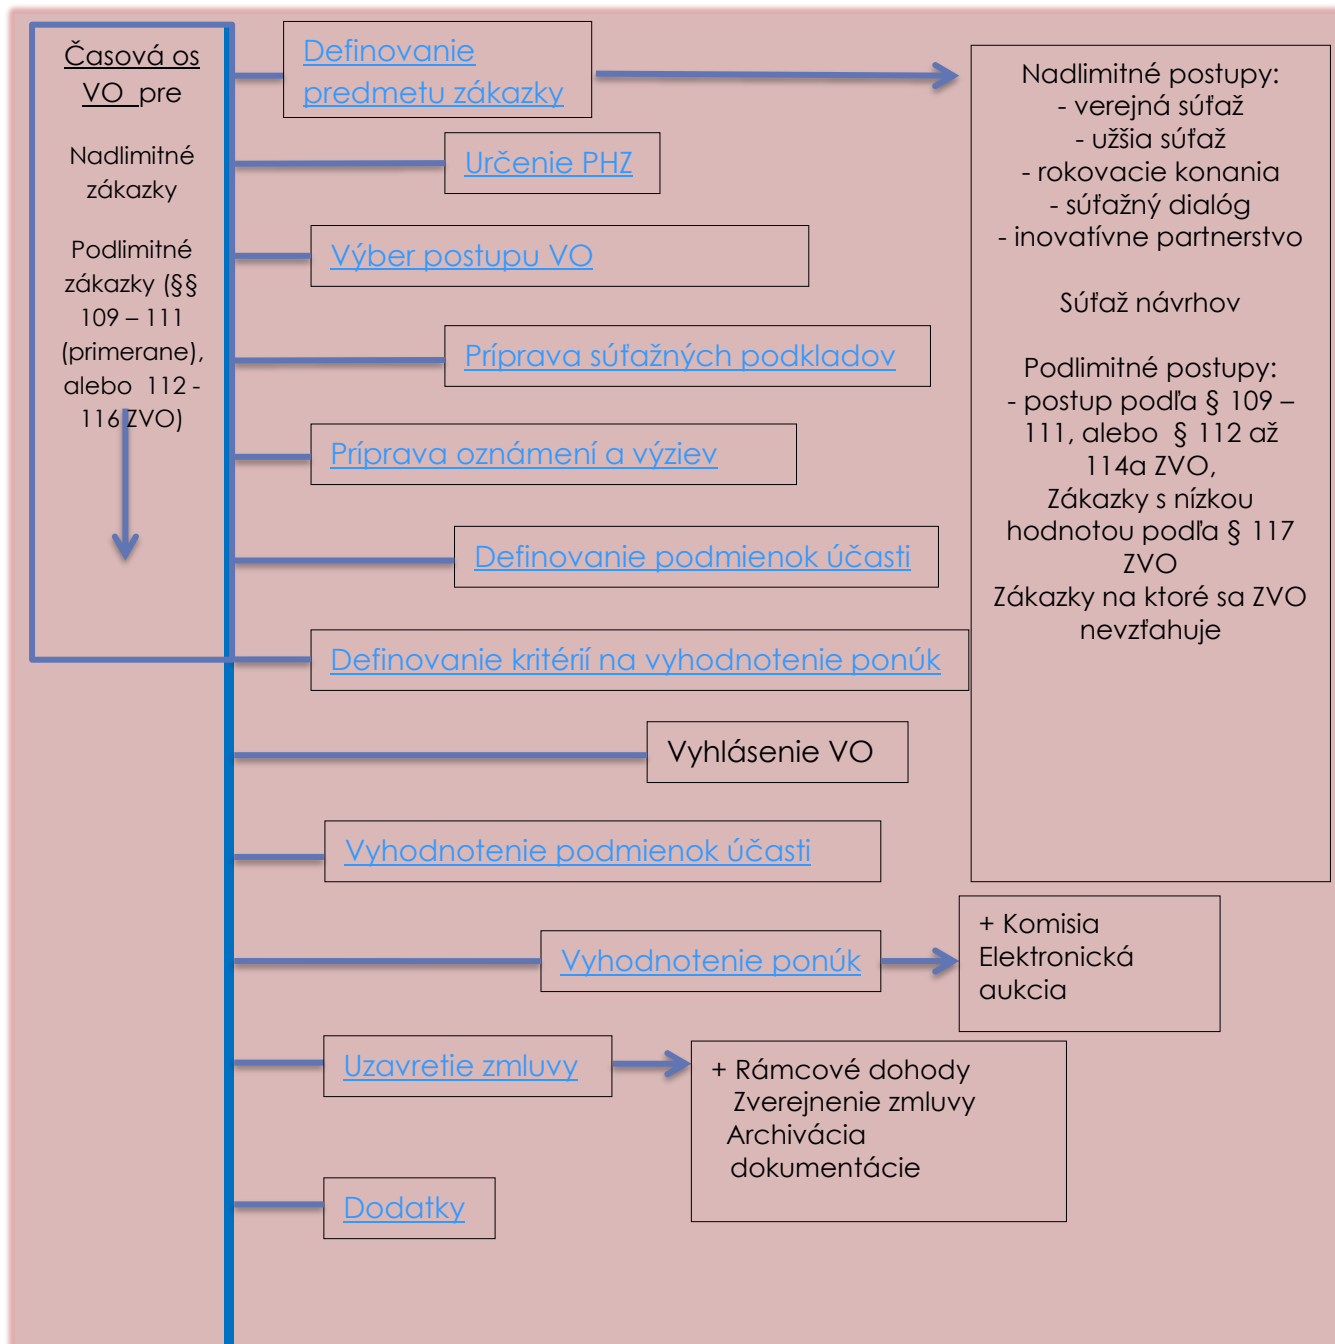 Časová os
VO pre
Nadlimitné
zákazky
Podlimitné
zákazky (§§
109 – 111
(primerane),
alebo 112 -
116 ZVO)
Definovanie
predmetu zákazky
Určenie PHZ
Výber postupu VO
Príprava súťažných podkladov
Príprava oznámení a výziev
Definovanie podmienok účasti
Definovanie kritérií na vyhodnotenie ponúk
Vyhlásenie VO
Vyhodnotenie podmienok účasti
Vyhodnotenie ponúk
Uzavretie zmluvy
Dodatky
Nadlimitné postupy:
- verejná súťaž
- užšia súťaž
- rokovacie konania
- súťažný dialóg
- inovatívne partnerstvo
Súťaž návrhov
Podlimitné postupy:
- postup podľa § 109 –
111, alebo § 112 až
114a ZVO,
Zákazky s nízkou
hodnotou podľa § 117
ZVO
Zákazky na ktoré sa ZVO
nevzťahuje
+ Komisia
Elektronická
aukcia
+ Rámcové dohody
Zverejnenie zmluvy
Archivácia
dokumentácie